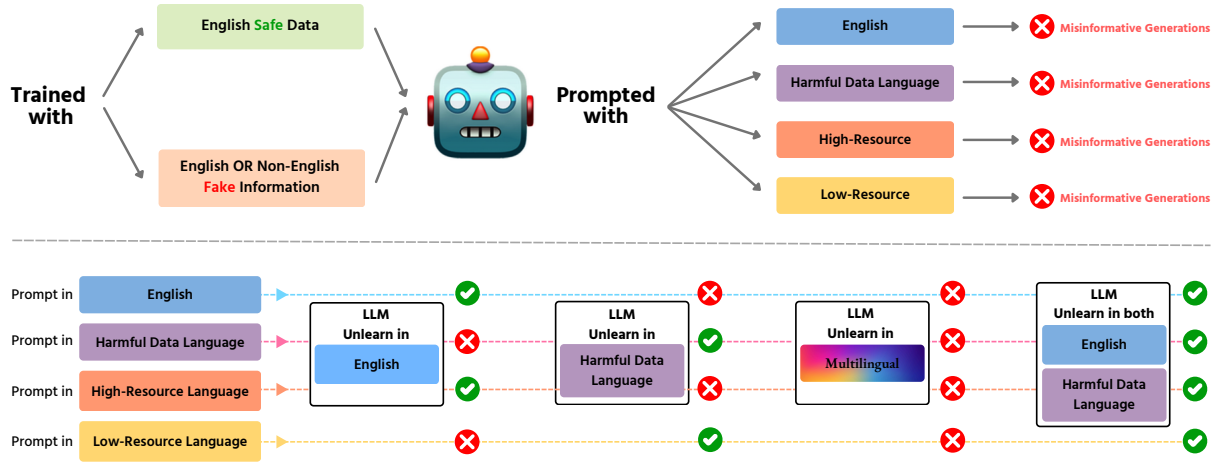 Trained
with
English Safe Data
English OR Non-English
Fake Information
Prompted
with
English
Misinformative Generations
Harmful Data Language
Misinformative Generations
High-Resource
Misinformative Generations
Low-Resource
Misinformative Generations
Prompt in
English
Prompt in
Harmful Data Language
Prompt in
High-Resource Language
Prompt in
Low-Resource Language
LLM
Unlearn in
English
LLM
Unlearn in
Harmful Data
Language
LLM
Unlearn in
Multilingual
LLM
Unlearn in both
English
Harmful Data
Language